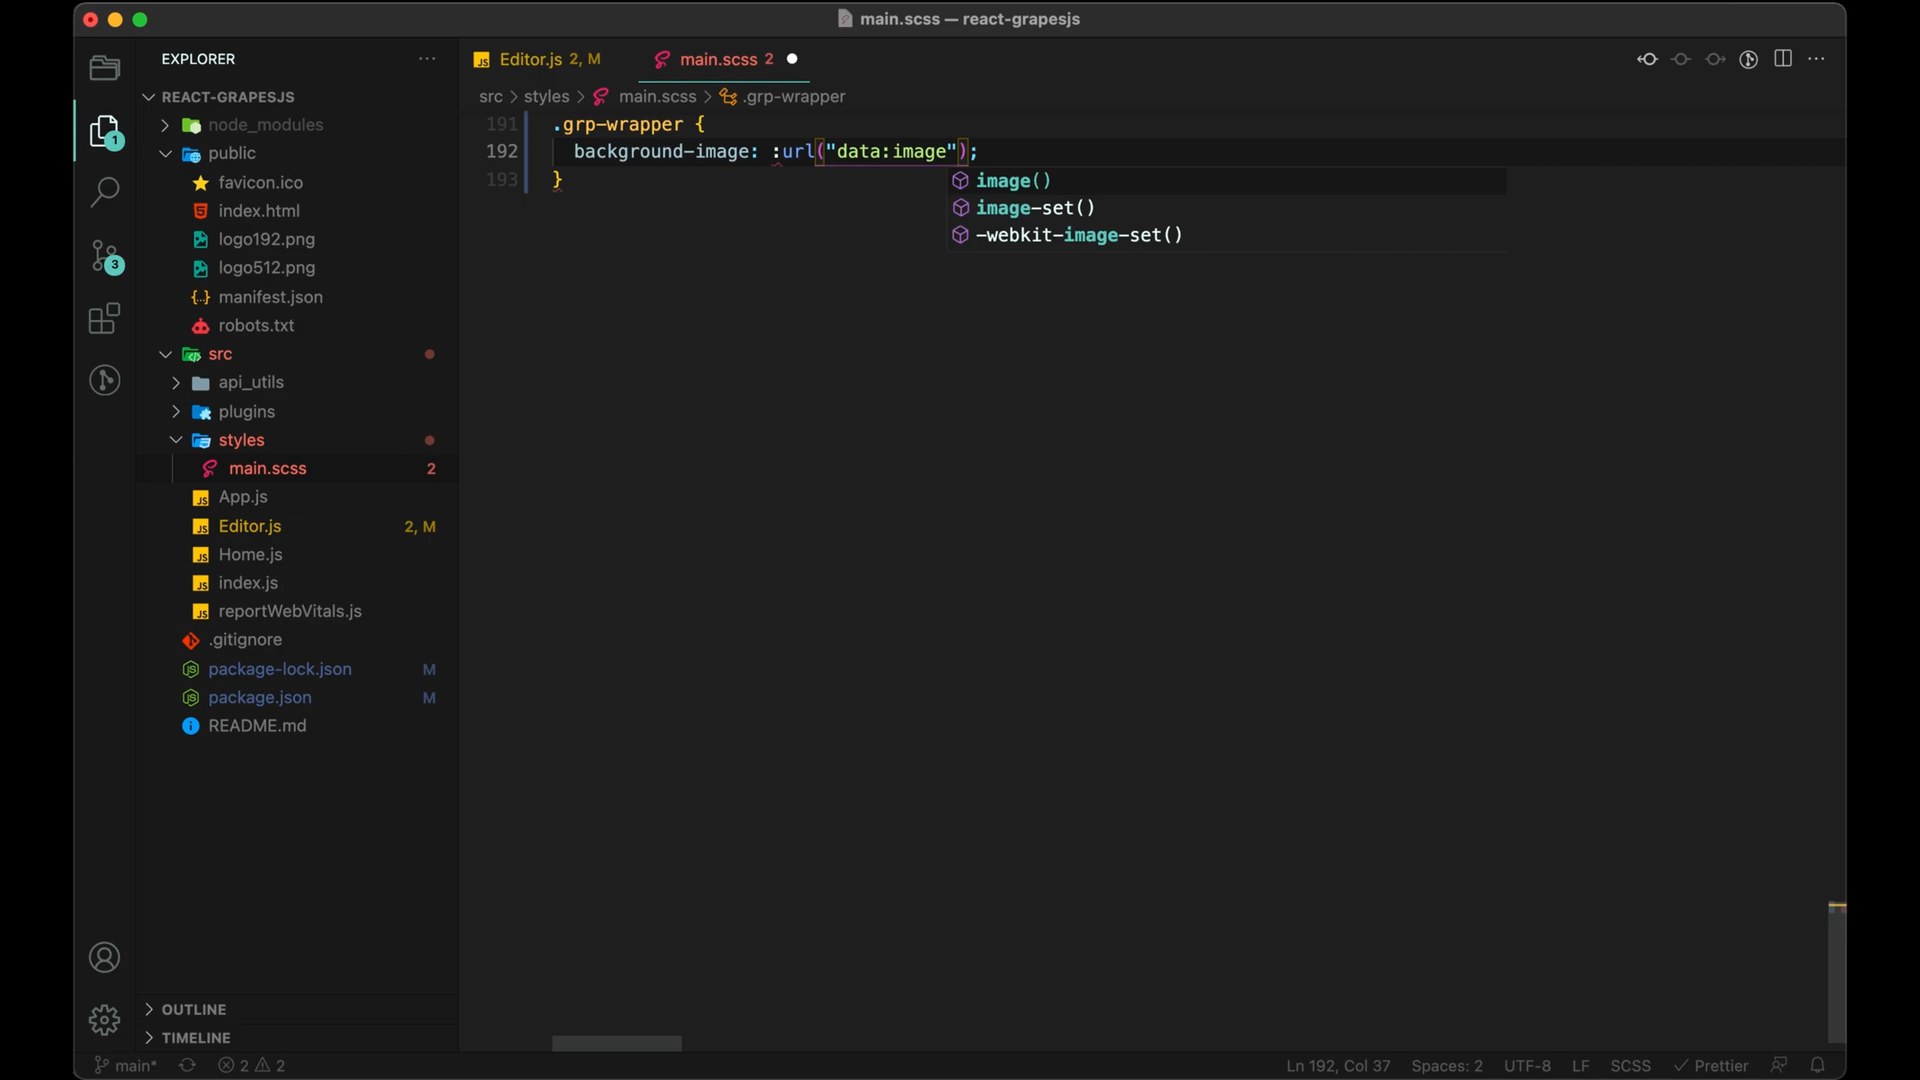 main.scss — react-grapesjs
EXPLORER
Editor.js 2, M
main.scss 2
REACT-GRAPESJS
src > styles > main.scss > .grp-wrapper
node_modules
191 .grp-wrapper {
public
192 background-image: :url("data:image");
favicon.ico
193 }
image()
index.html
image-set()
logo192.png
-webkit-image-set()
logo512.png
manifest.json
robots.txt
src
api_utils
plugins
styles
main.scss 2
App.js
Editor.js 2, M
Home.js
index.js
reportWebVitals.js
.gitignore
package-lock.json M
package.json M
README.md
1
3
OUTLINE
TIMELINE
main* 2 2 Ln 192, Col 37 Spaces: 2 UTF-8 LF SCSS Prettier